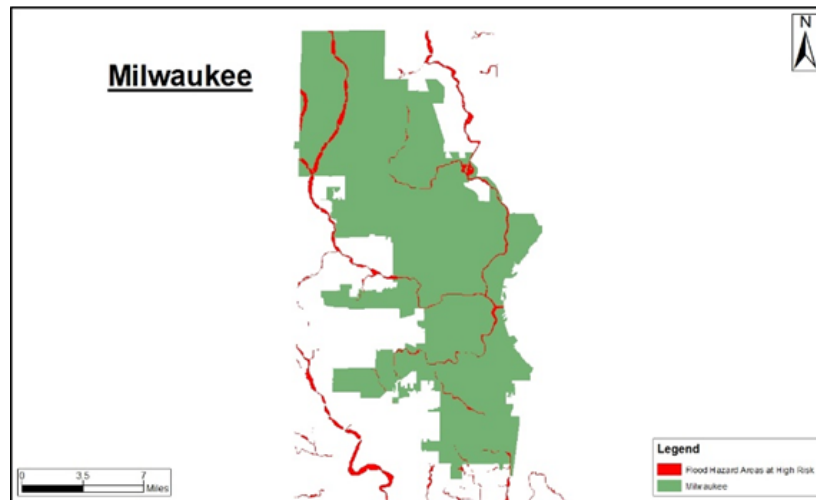 Milwaukee
N
0 3.5 7
Miles
Legend
Flood Hazard Areas at High Risk
Milwaukee